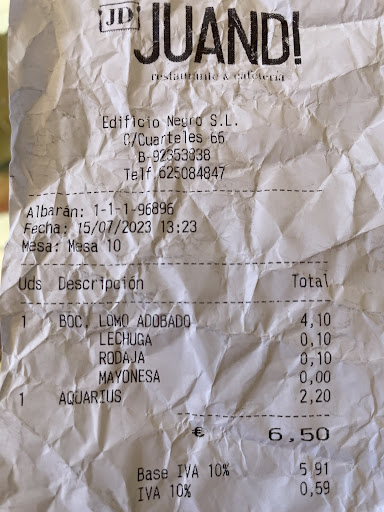 JD JUAND!
restaurante & cafetería
Edificio Negro S.L.
C/Cuarteles 66
B-92553338
Telf 625084847
Albarán: 1-1-1-96896
Fecha: 15/07/2023 13:23
Mesa: Mesa 10
Uds Descripción Total
1 BOC. LOMO ADOBADO 4,10
LECHUGA 0,10
RODAJA 0,10
MAYONESA 0,00
1 AQUARIUS 2,20
€ 6,50
Base IVA 10% 5,91
IVA 10% 0,59